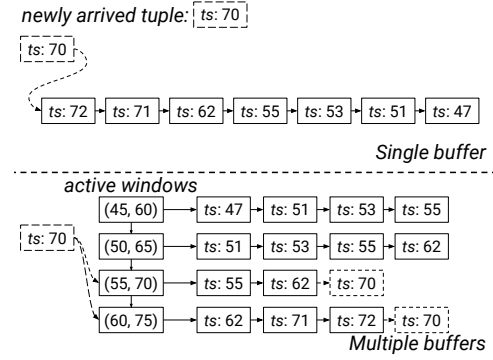 newly arrived tuple: ts: 70
ts: 70
ts: 72 ts: 71 ts: 62 ts: 55 ts: 53 ts: 51 ts: 47
Single buffer
active windows
(45, 60) ts: 47 ts: 51 ts: 53 ts: 55
ts: 70
(50, 65) ts: 51 ts: 53 ts: 55 ts: 62
(55, 70) ts: 55 ts: 62 ts: 70
(60, 75) ts: 62 ts: 71 ts: 72 ts: 70
Multiple buffers